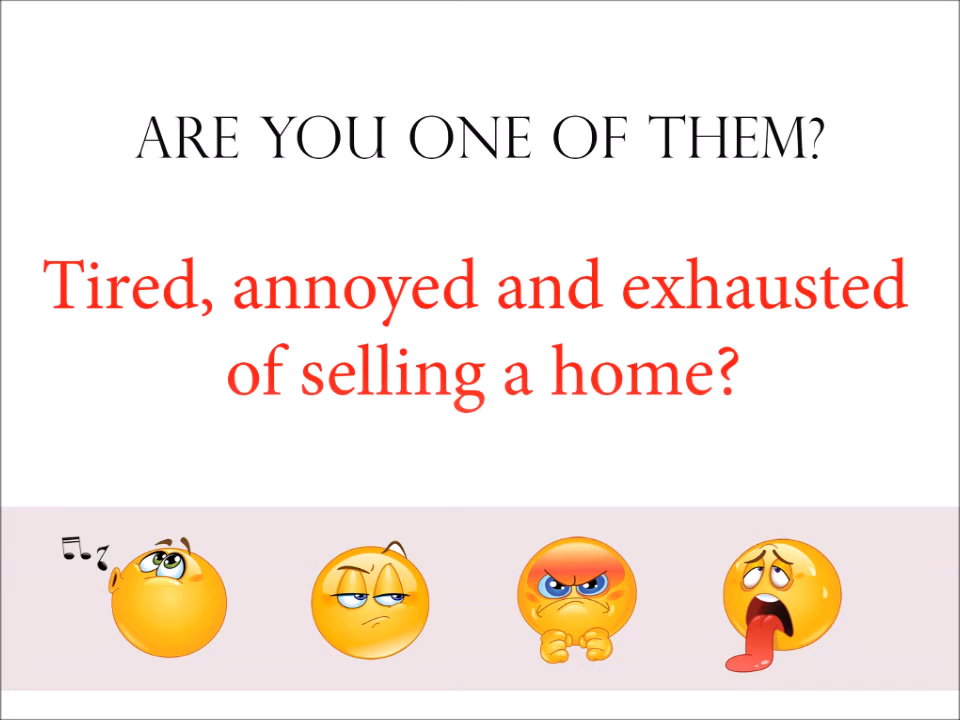 ARE YOU ONE OF THEM?
Tired, annoyed and exhausted
of selling a home?